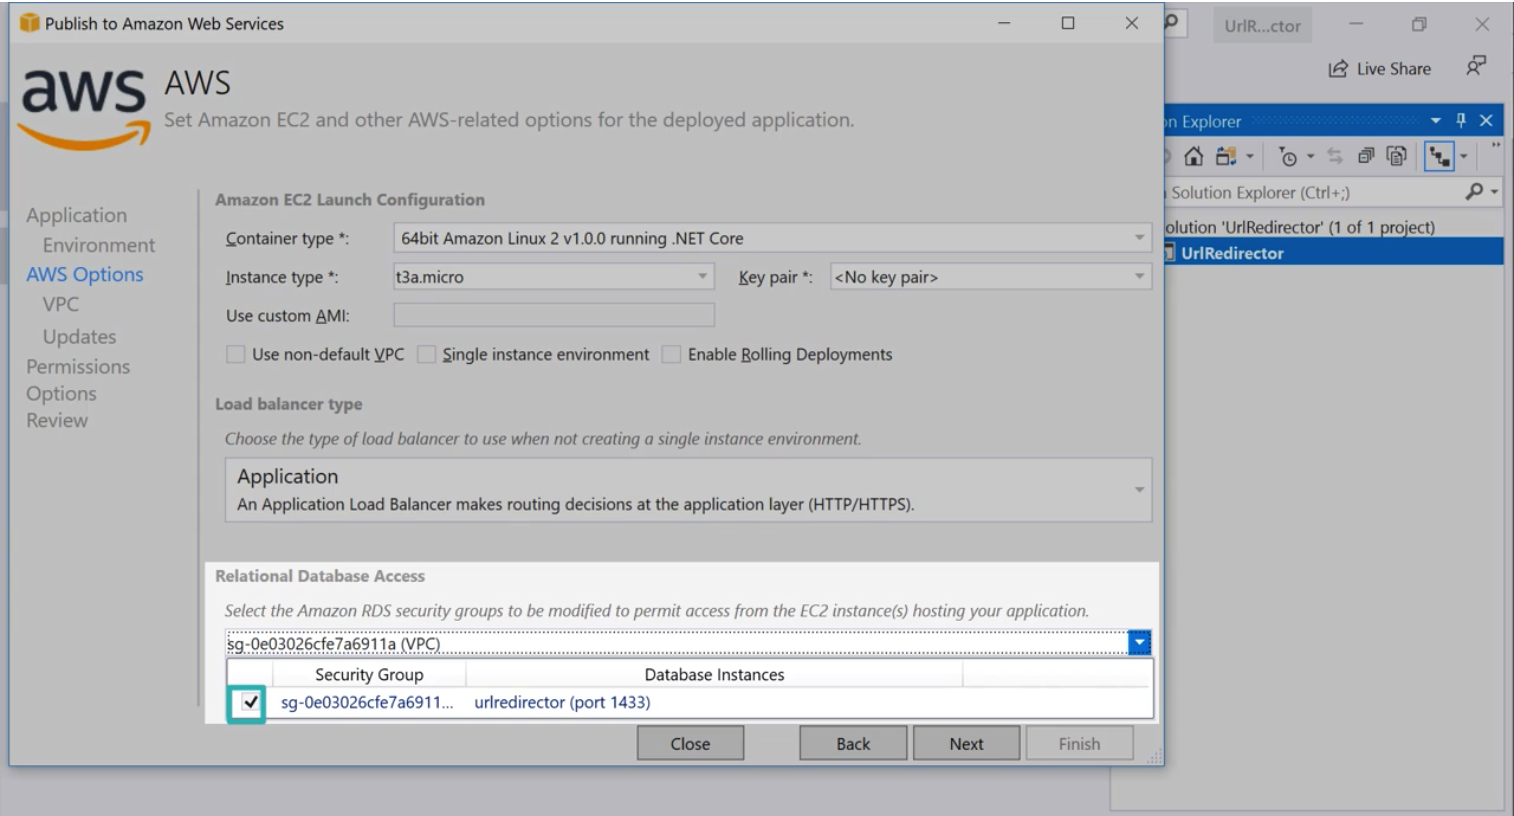 Publish to Amazon Web Services
UrlR...ctor
aws
AWS
Set Amazon EC2 and other AWS-related options for the deployed application.
Live Share
Explorer
Solution Explorer (Ctrl+;)
'UrlRedirector' (1 of 1 project)
UrlRedirector
Application
Environment
AWS Options
VPC
Updates
Permissions
Options
Review
Amazon EC2 Launch Configuration
Container type *: 64bit Amazon Linux 2 v1.0.0 running .NET Core
Instance type *: t3a.micro Key pair *: <No key pair>
Use custom AMI:
Use non-default VPC Single instance environment Enable Rolling Deployments
Load balancer type
Choose the type of load balancer to use when not creating a single instance environment.
Application
An Application Load Balancer makes routing decisions at the application layer (HTTP/HTTPS).
Relational Database Access
Select the Amazon RDS security groups to be modified to permit access from the EC2 instance(s) hosting your application.
sg-0e03026cfe7a6911a (VPC)
Security Group Database Instances
sg-0e03026cfe7a6911... urlredirector (port 1433)
Close Back Next Finish